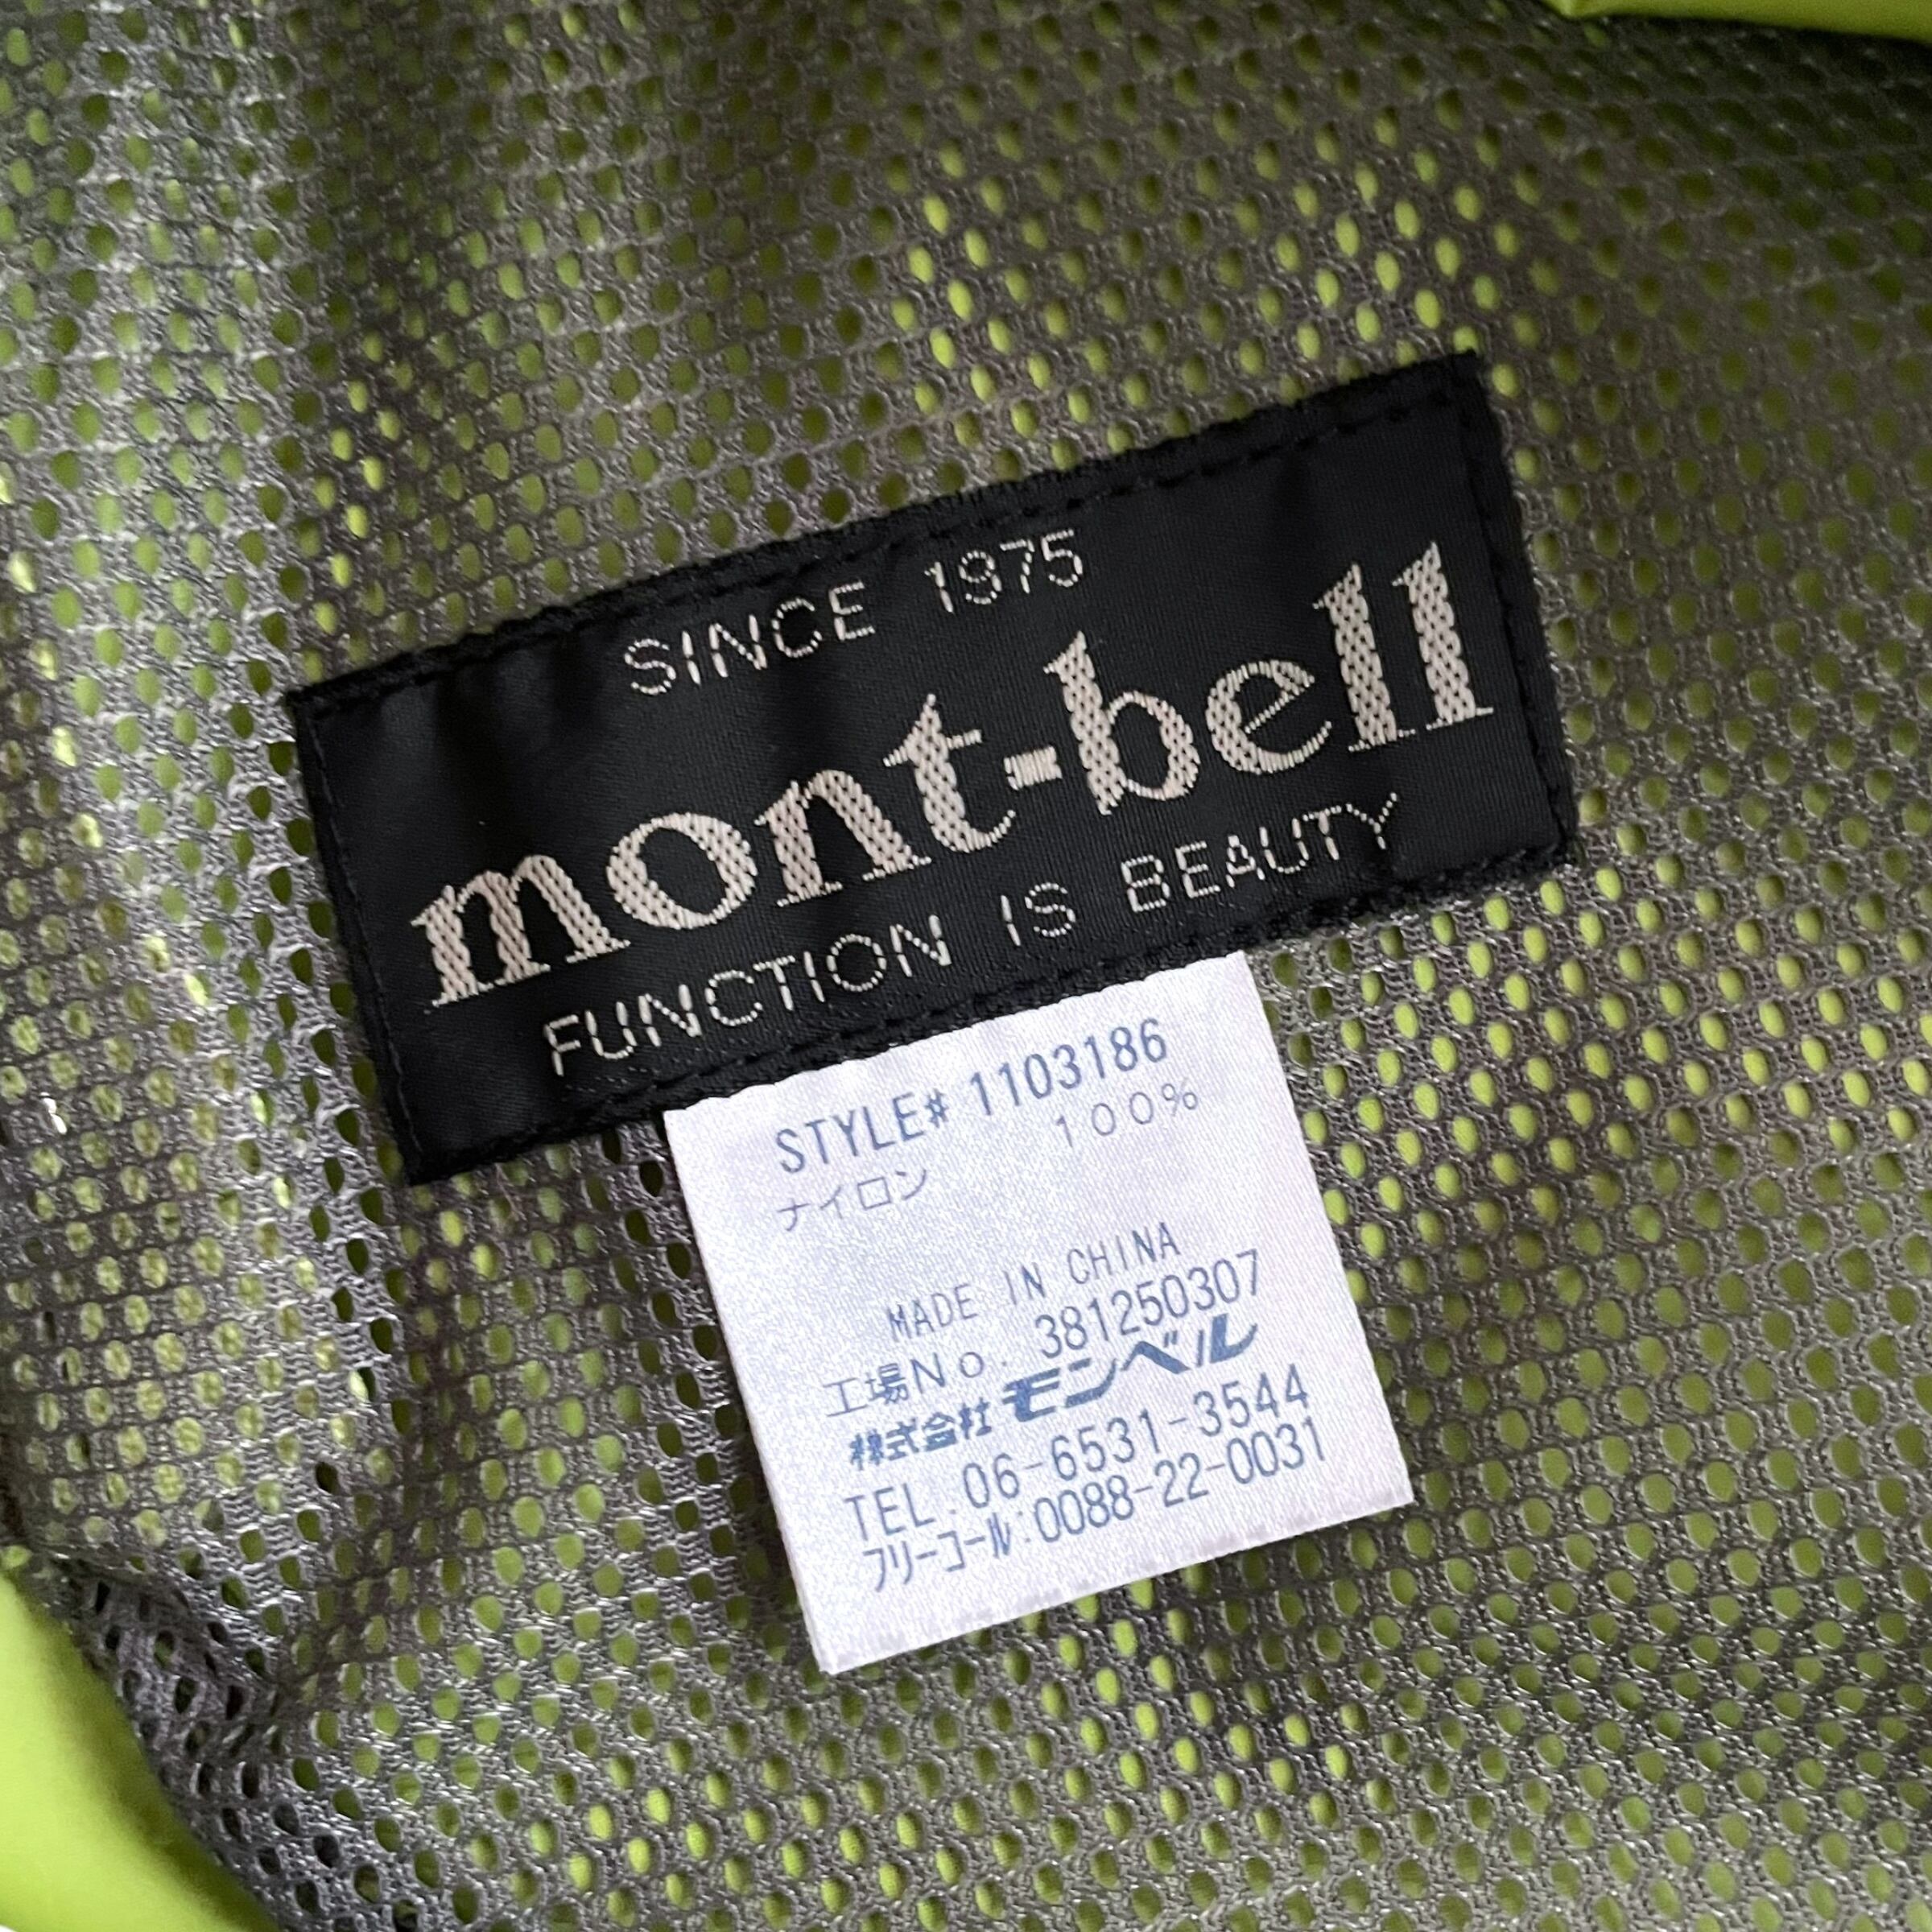 SINCE 1975
mont-bell
FUNCTION IS BEAUTY
STYLE# 1103186
ナイロン 100%
MADE IN CHINA
工場No. 381250307
株式会社 モンベル
TEL.06-6531-3544
フリーコール:0088-22-0031